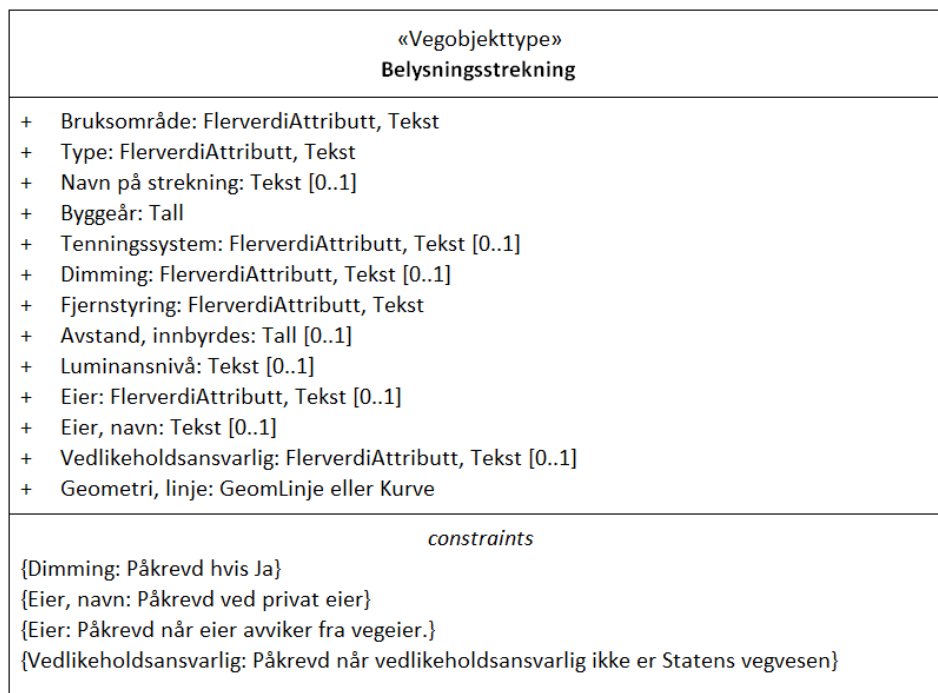 «Vegobjekttype»
Belysningsstrekning
+ Bruksområde: FlerverdiAttributt, Tekst
+ Type: FlerverdiAttributt, Tekst
+ Navn på strekning: Tekst [0..1]
+ Byggeår: Tall
+ Tenningssystem: FlerverdiAttributt, Tekst [0..1]
+ Dimming: FlerverdiAttributt, Tekst [0..1]
+ Fjernstyring: FlerverdiAttributt, Tekst
+ Avstand, innbyrdes: Tall [0..1]
+ Luminansnivå: Tekst [0..1]
+ Eier: FlerverdiAttributt, Tekst [0..1]
+ Eier, navn: Tekst [0..1]
+ Vedlikeholdsansvarlig: FlerverdiAttributt, Tekst [0..1]
+ Geometri, linje: GeomLinje eller Kurve
constraints
{Dimming: Påkrevd hvis Ja}
{Eier, navn: Påkrevd ved privat eier}
{Eier: Påkrevd når eier avviker fra vegeier.}
{Vedlikeholdsansvarlig: Påkrevd når vedlikeholdsansvarlig ikke er Statens vegvesen}